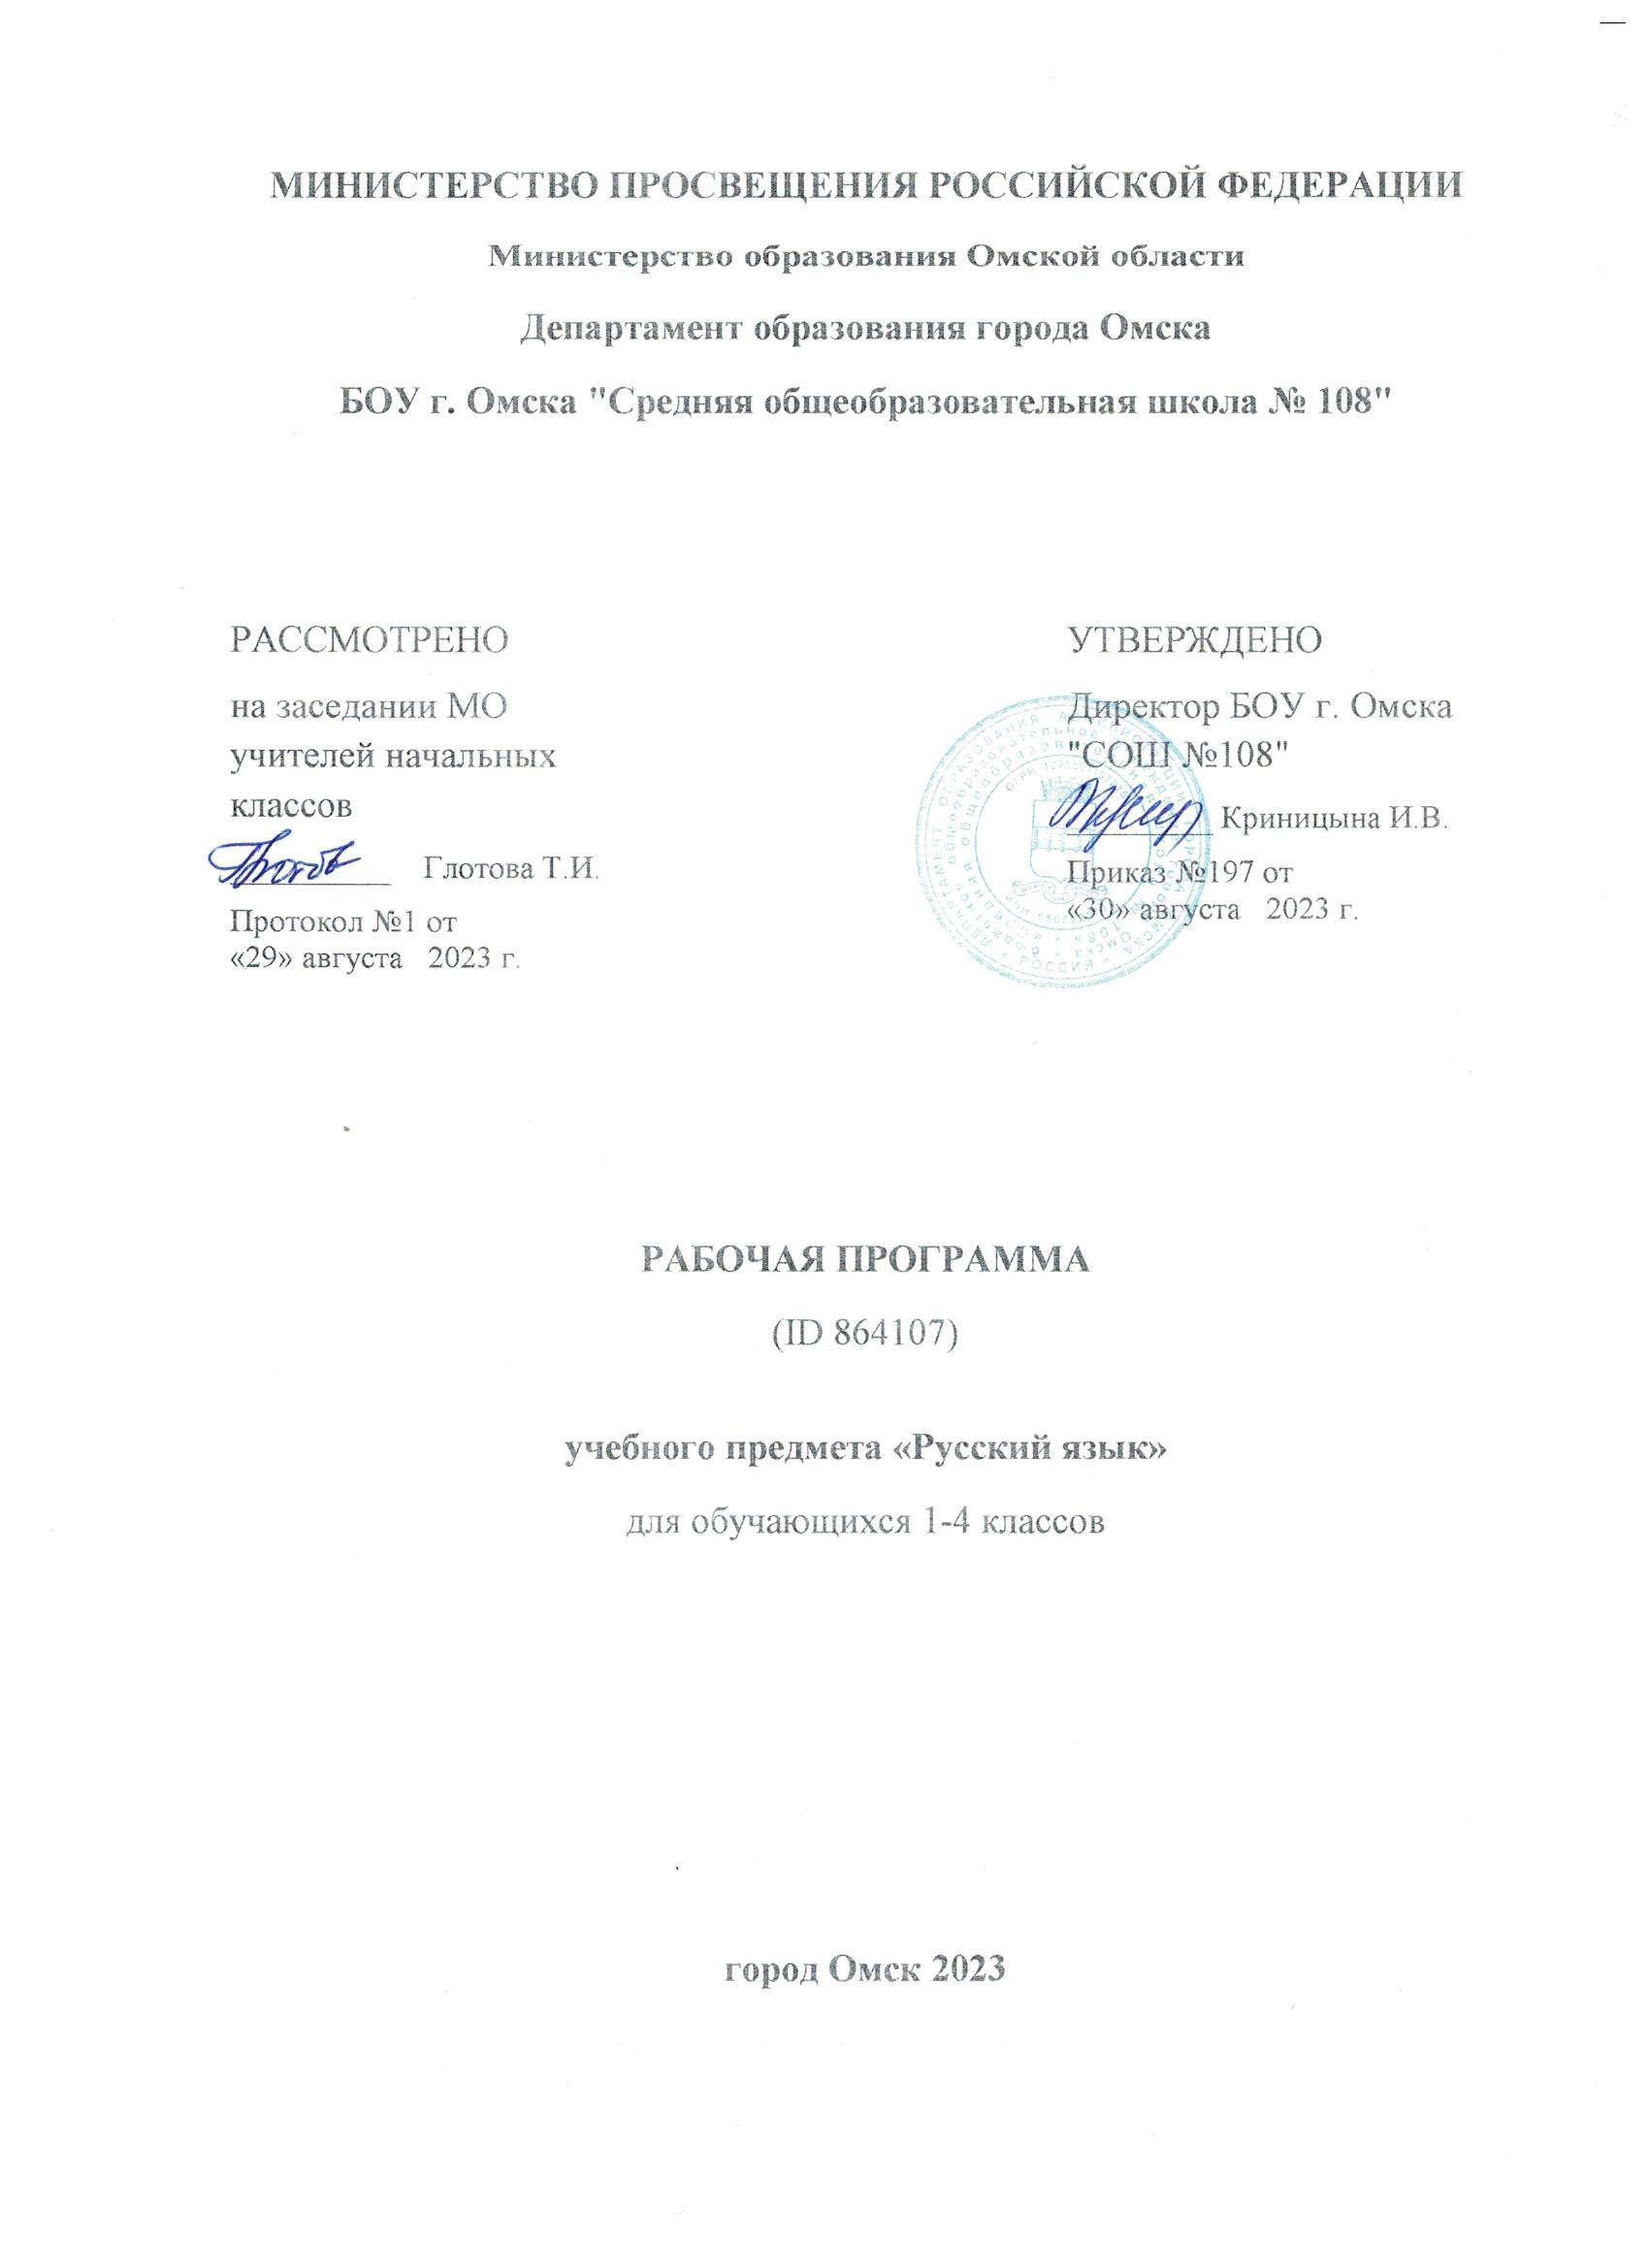 МИНИСТЕРСТВО ПРОСВЕЩЕНИЯ РОССИЙСКОЙ ФЕДЕРАЦИИ
Министерство образования Омской области
Департамент образования города Омска
БОУ г. Омска "Средняя общеобразовательная школа № 108"
РАССМОТРЕНО
на заседании МО
учителей начальных
классов
Глотова Т.И.
Протокол №1 от
«29» августа 2023 г.
УТВЕРЖДЕНО
Директор БОУ г. Омска
"СОШ №108"
Криницына И.В.
Приказ №197 от
«30» августа 2023 г.
ДЕПАРТАМЕНТ ОБРАЗОВАНИЯ
РОССИЯ
РАБОЧАЯ ПРОГРАММА
(ID 864107)
учебного предмета «Русский язык»
для обучающихся 1-4 классов
город Омск 2023